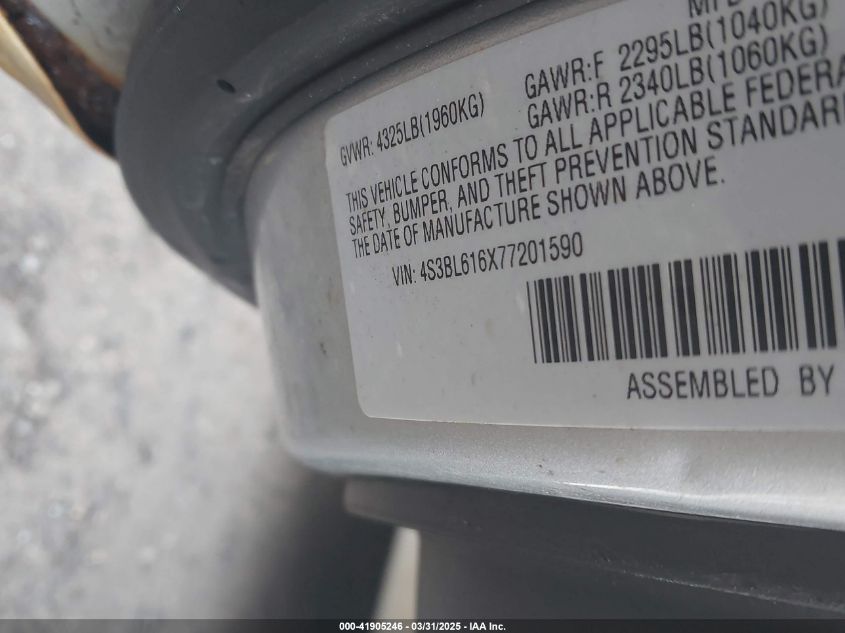 GAWR:F 2295LB(1040KG)
GVWR: 4325LB(1960KG) GAWR:R 2340LB(1060KG)
THIS VEHICLE CONFORMS TO ALL APPLICABLE FEDERA
SAFETY, BUMPER, AND THEFT PREVENTION STANDAR
THE DATE OF MANUFACTURE SHOWN ABOVE.
VIN: 4S3BL616X77201590
ASSEMBLED BY
000-41905246 - 03/31/2025 - IAA Inc.